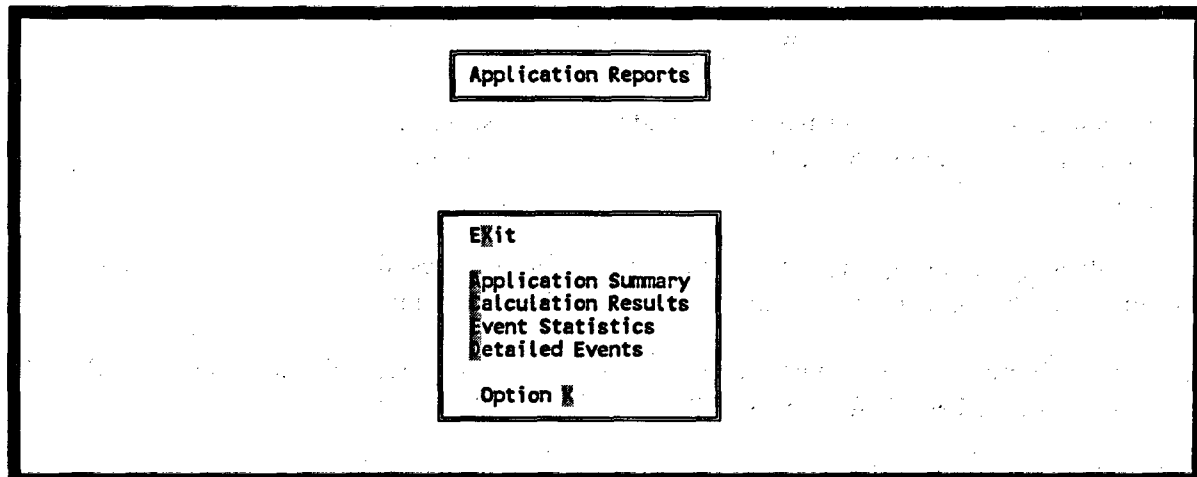 Application Reports
EXit
Application Summary
Calculation Results
Event Statistics
Detailed Events
Option X